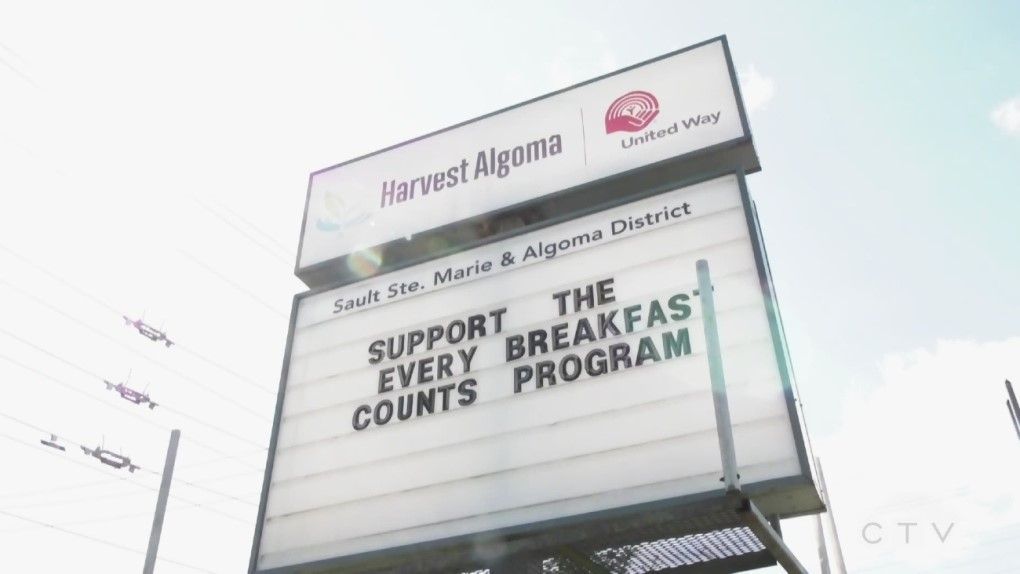 Harvest Algoma
United Way
Sault Ste. Marie & Algoma District
SUPPORT THE
EVERY BREAKFAST
COUNTS PROGRAM
CTV